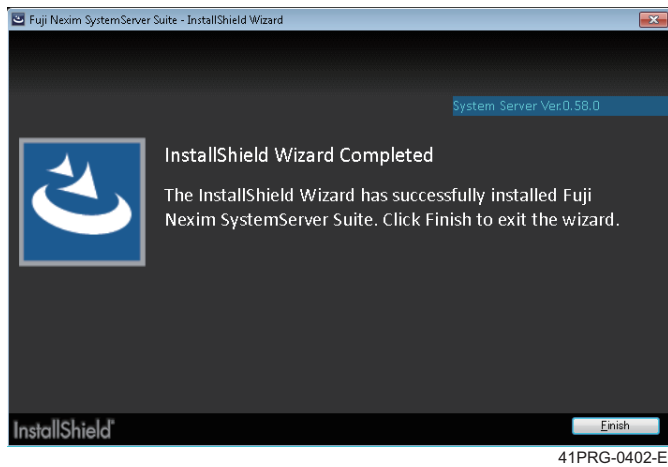 Fuji Nexim SystemServer Suite - InstallShield Wizard
System Server Ver.0.58.0
InstallShield Wizard Completed
The InstallShield Wizard has successfully installed Fuji
Nexim SystemServer Suite. Click Finish to exit the wizard.
InstallShield
Finish
41PRG-0402-E